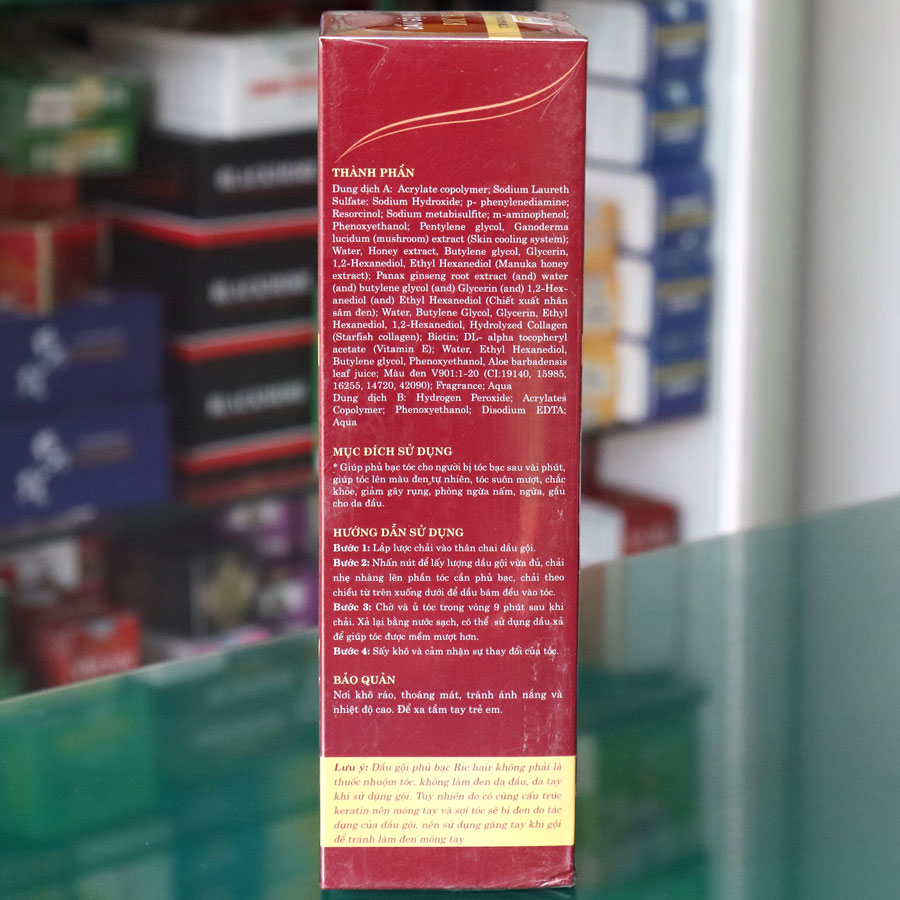 THÀNH PHẦN
Dung dịch A: Acrylate copolymer; Sodium Laureth
Sulfate; Sodium Hydroxide; p- phenylenediamine;
Resorcinol; Sodium metabisulfite; m-aminophenol;
Phenoxyethanol; Pentylene glycol, Ganoderma
lucidum (mushroom) extract (Skin cooling system);
Water, Honey extract, Butylene glycol, Glycerin,
1,2-Hexanediol, Ethyl Hexanediol (Manuka honey
extract); Panax ginseng root extract (and) water
(and) butylene glycol (and) Glycerin (and) 1,2-Hex-
anediol (and) Ethyl Hexanediol (Chiết xuất nhân
sâm đen); Water, Butylene Glycol, Glycerin, Ethyl
Hexanediol, 1,2-Hexanediol, Hydrolyzed Collagen
(Starfish collagen); Biotin; DL- alpha tocopheryl
acetate (Vitamin E); Water, Ethyl Hexanediol,
Butylene glycol, Phenoxyethanol, Aloe barbadensis
leaf juice; Màu đen V901:1-20 (CI:19140, 15985,
16255, 14720, 42090); Fragrance; Aqua
Dung dịch B: Hydrogen Peroxide; Acrylates
Copolymer; Phenoxyethanol; Disodium EDTA;
Aqua
MỤC ĐÍCH SỬ DỤNG
* Giúp phủ bạc tóc cho người bị tóc bạc sau vài phút,
giúp tóc lên màu đen tự nhiên, tóc suôn mượt, chắc
khỏe, giảm gãy rụng, phòng ngừa nấm, ngứa, gầu
cho da đầu.
HƯỚNG DẪN SỬ DỤNG
Bước 1: Lắp lược chải vào thân chai dầu gội.
Bước 2: Nhấn nút để lấy lượng dầu gội vừa đủ, chải
nhẹ nhàng lên phần tóc cần phủ bạc, chải theo
chiều từ trên xuống dưới để dầu bám đều vào tóc.
Bước 3: Chờ và ủ tóc trong vòng 9 phút sau khi
chải. Xả lại bằng nước sạch, có thể sử dụng dầu xả
để giúp tóc được mềm mượt hơn.
Bước 4: Sấy khô và cảm nhận sự thay đổi của tóc.
BẢO QUẢN
Nơi khô ráo, thoáng mát, tránh ánh nắng và
nhiệt độ cao. Để xa tầm tay trẻ em.
Lưu ý: Dầu gội phủ bạc Ric hair không phải là
thuốc nhuộm tóc, không làm đen da đầu, da tay
khi sử dụng gội. Tuy nhiên do có cùng cấu trúc
keratin nên móng tay và sợi tóc sẽ bị đen do tác
dụng của dầu gội, nên sử dụng găng tay khi gội
để tránh làm đen móng tay